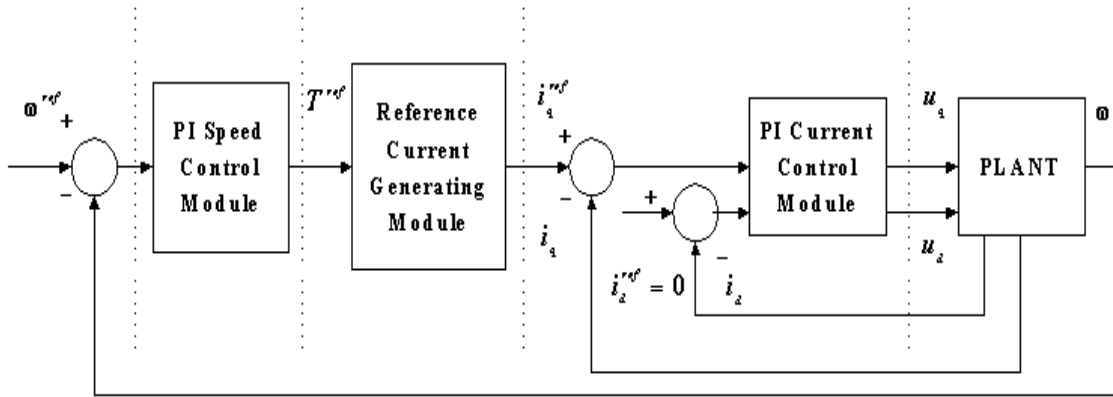 ω^ref
+
−
PI Speed
Control
Module
T^ref
Reference
Current
Generating
Module
i_q^ref
+
−
i_q
+
−
i_d^ref = 0
i_d
PI Current
Control
Module
u_q
u_d
PLANT
ω